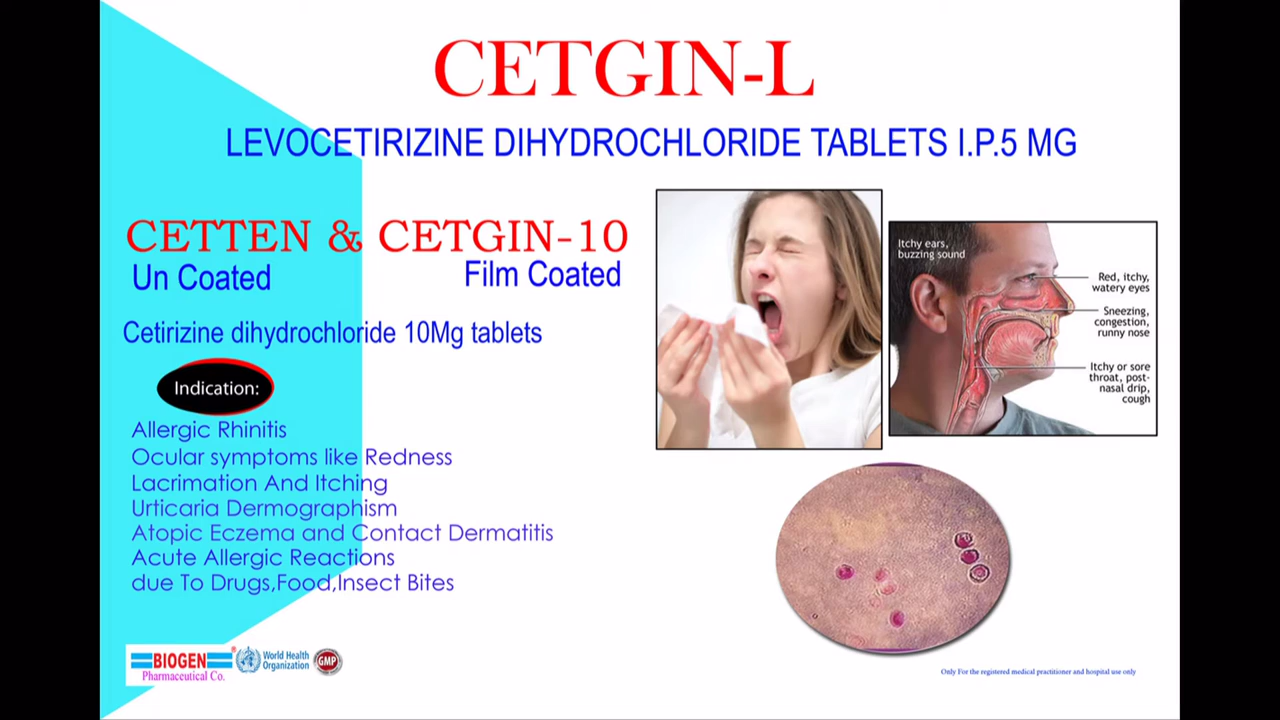 CETGIN-L
LEVOCETIRIZINE DIHYDROCHLORIDE TABLETS I.P.5 MG
CETTEN & CETGIN-10
Un Coated
Film Coated
Cetirizine dihydrochloride 10Mg tablets
Indication:
Allergic Rhinitis
Ocular symptoms like Redness
Lacrimation And Itching
Urticaria Dermographism
Atopic Eczema and Contact Dermatitis
Acute Allergic Reactions
due To Drugs,Food,Insect Bites
Itchy ears,
buzzing sound
Red, itchy,
watery eyes
Sneezing,
congestion,
runny nose
Itchy or sore
throat, post-
nasal drip,
cough
BIOGEN®
Pharmaceutical Co.
World Health
Organization
GMP
Only For the registered medical practitioner and hospital use only